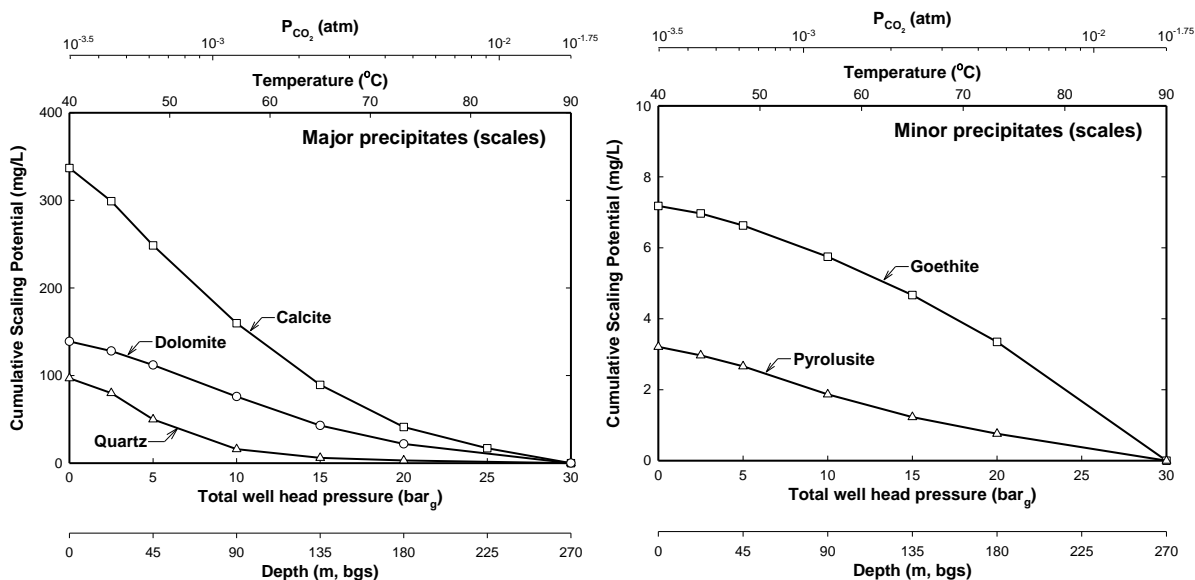 P_CO₂ (atm)
10^-3.5 10^-3 10^-2 10^-1.75
Temperature (°C)
40 50 60 70 80 90
Major precipitates (scales)
Cumulative Scaling Potential (mg/L)
400
300
200
100
0
Calcite
Dolomite
Quartz
0 5 10 15 20 25 30
Total well head pressure (bar_g)
0 45 90 135 180 225 270
Depth (m, bgs)
P_CO₂ (atm)
10^-3.5 10^-3 10^-2 10^-1.75
Temperature (°C)
40 50 60 70 80 90
Minor precipitates (scales)
Cumulative Scaling Potential (mg/L)
10
8
6
4
2
0
Goethite
Pyrolusite
0 5 10 15 20 25 30
Total well head pressure (bar_g)
0 45 90 135 180 225 270
Depth (m, bgs)